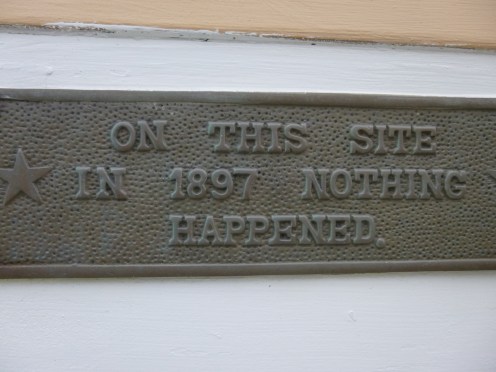 ON THIS SITE
IN 1897 NOTHING
HAPPENED.